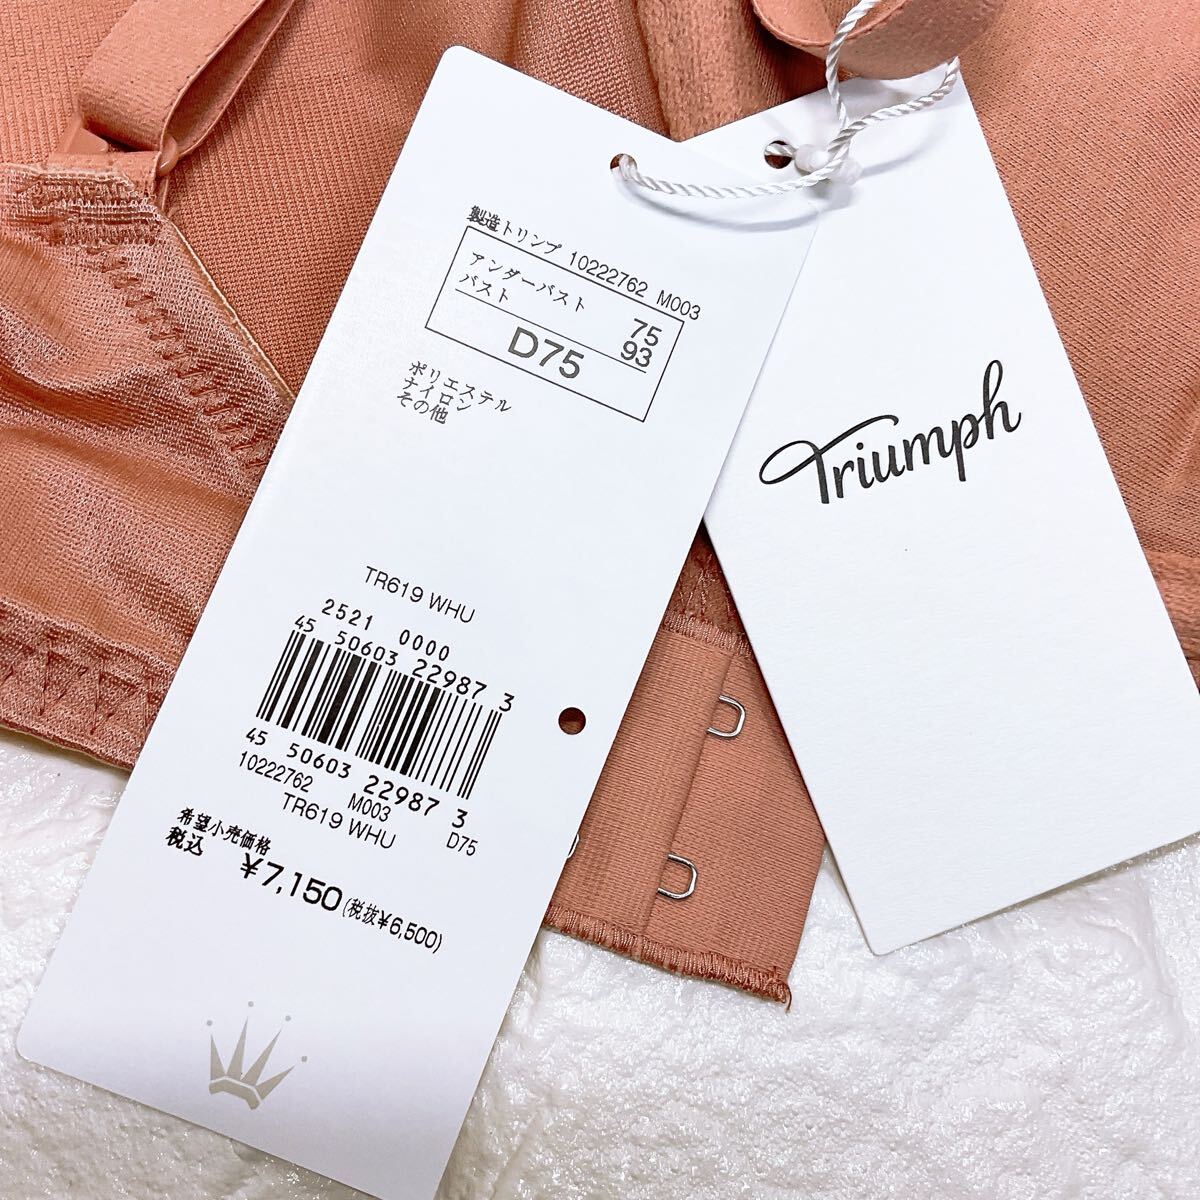 製造トリンプ 10222762 M003
アンダーバスト 75
バスト 93
D75
ポリエステル
ナイロン
その他
TR619 WHU
2521 0000
45 50603 22987 3
45 50603 22987 3
10222762 M003 D75
TR619 WHU
希望小売価格
税込 ¥7,150(税抜¥6,500)
Triumph